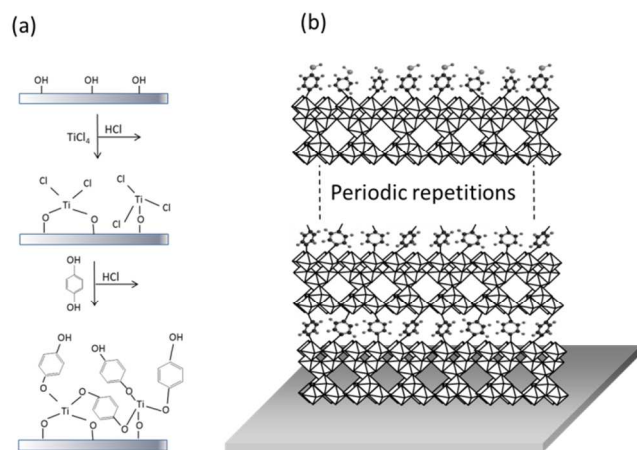 (a)
(b)
OH OH OH
TiCl4 HCl
Cl Cl Cl
Ti Ti
Cl
O O Cl O
OH
HCl
OH
OH
OH OH
O
Ti O O Ti
O
O O O O
Periodic repetitions